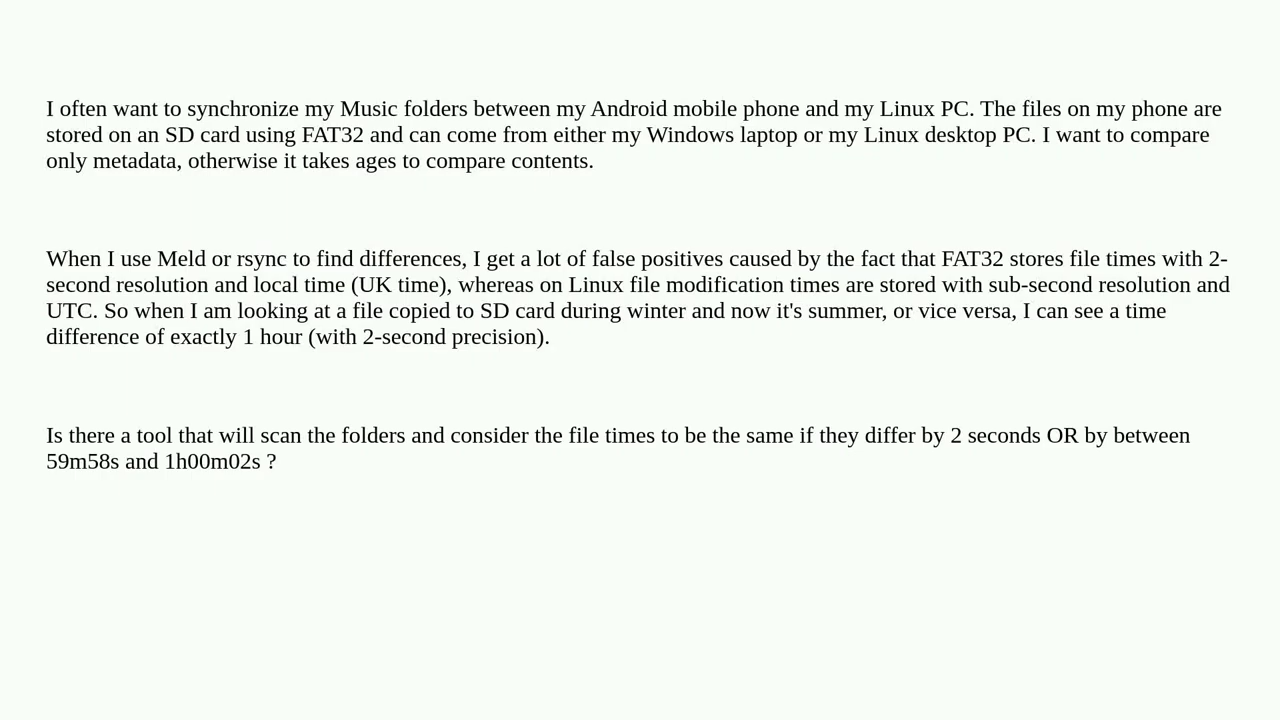 I often want to synchronize my Music folders between my Android mobile phone and my Linux PC. The files on my phone are
stored on an SD card using FAT32 and can come from either my Windows laptop or my Linux desktop PC. I want to compare
only metadata, otherwise it takes ages to compare contents.
When I use Meld or rsync to find differences, I get a lot of false positives caused by the fact that FAT32 stores file times with 2-
second resolution and local time (UK time), whereas on Linux file modification times are stored with sub-second resolution and
UTC. So when I am looking at a file copied to SD card during winter and now it's summer, or vice versa, I can see a time
difference of exactly 1 hour (with 2-second precision).
Is there a tool that will scan the folders and consider the file times to be the same if they differ by 2 seconds OR by between
59m58s and 1h00m02s ?